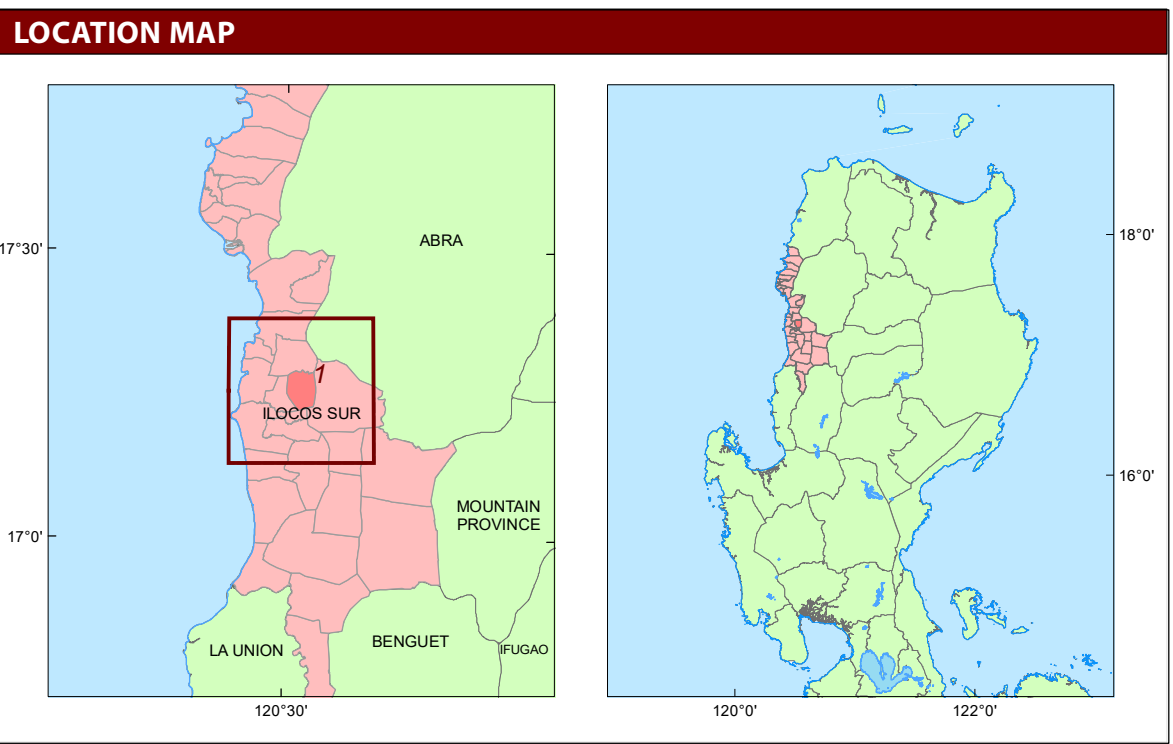 LOCATION MAP
17°30'
ABRA
1
ILOCOS SUR
MOUNTAIN
PROVINCE
17°0'
LA UNION
BENGUET
IFUGAO
120°30'
18°0'
16°0'
120°0'
122°0'